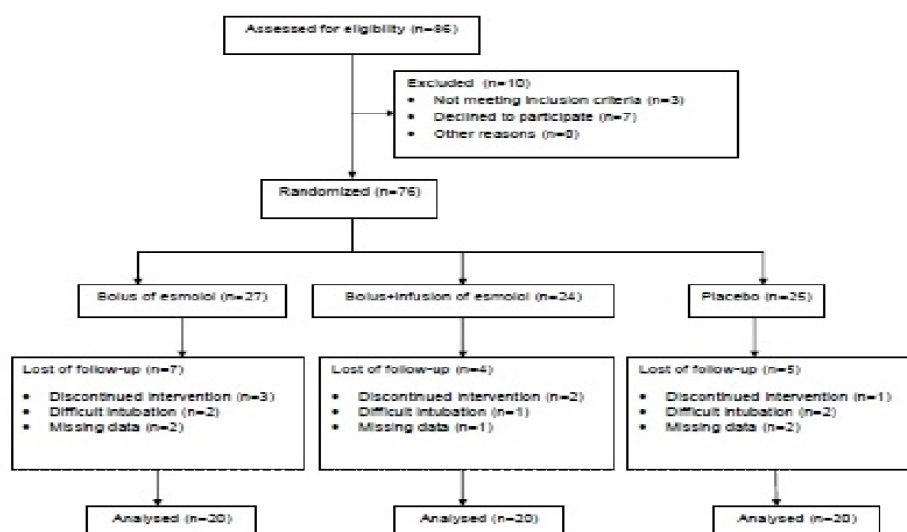 Assessed for eligibility (n=86)
Excluded (n=10)
• Not meeting inclusion criteria (n=3)
• Declined to participate (n=7)
• Other reasons (n=0)
Randomized (n=76)
Bolus of esmolol (n=27)
Bolus+infusion of esmolol (n=24)
Placebo (n=25)
Lost of follow-up (n=7)
• Discontinued intervention (n=3)
• Difficult intubation (n=2)
• Missing data (n=2)
Lost of follow-up (n=4)
• Discontinued intervention (n=2)
• Difficult intubation (n=1)
• Missing data (n=1)
Lost of follow-up (n=5)
• Discontinued intervention (n=1)
• Difficult intubation (n=2)
• Missing data (n=2)
Analysed (n=20)
Analysed (n=20)
Analysed (n=20)